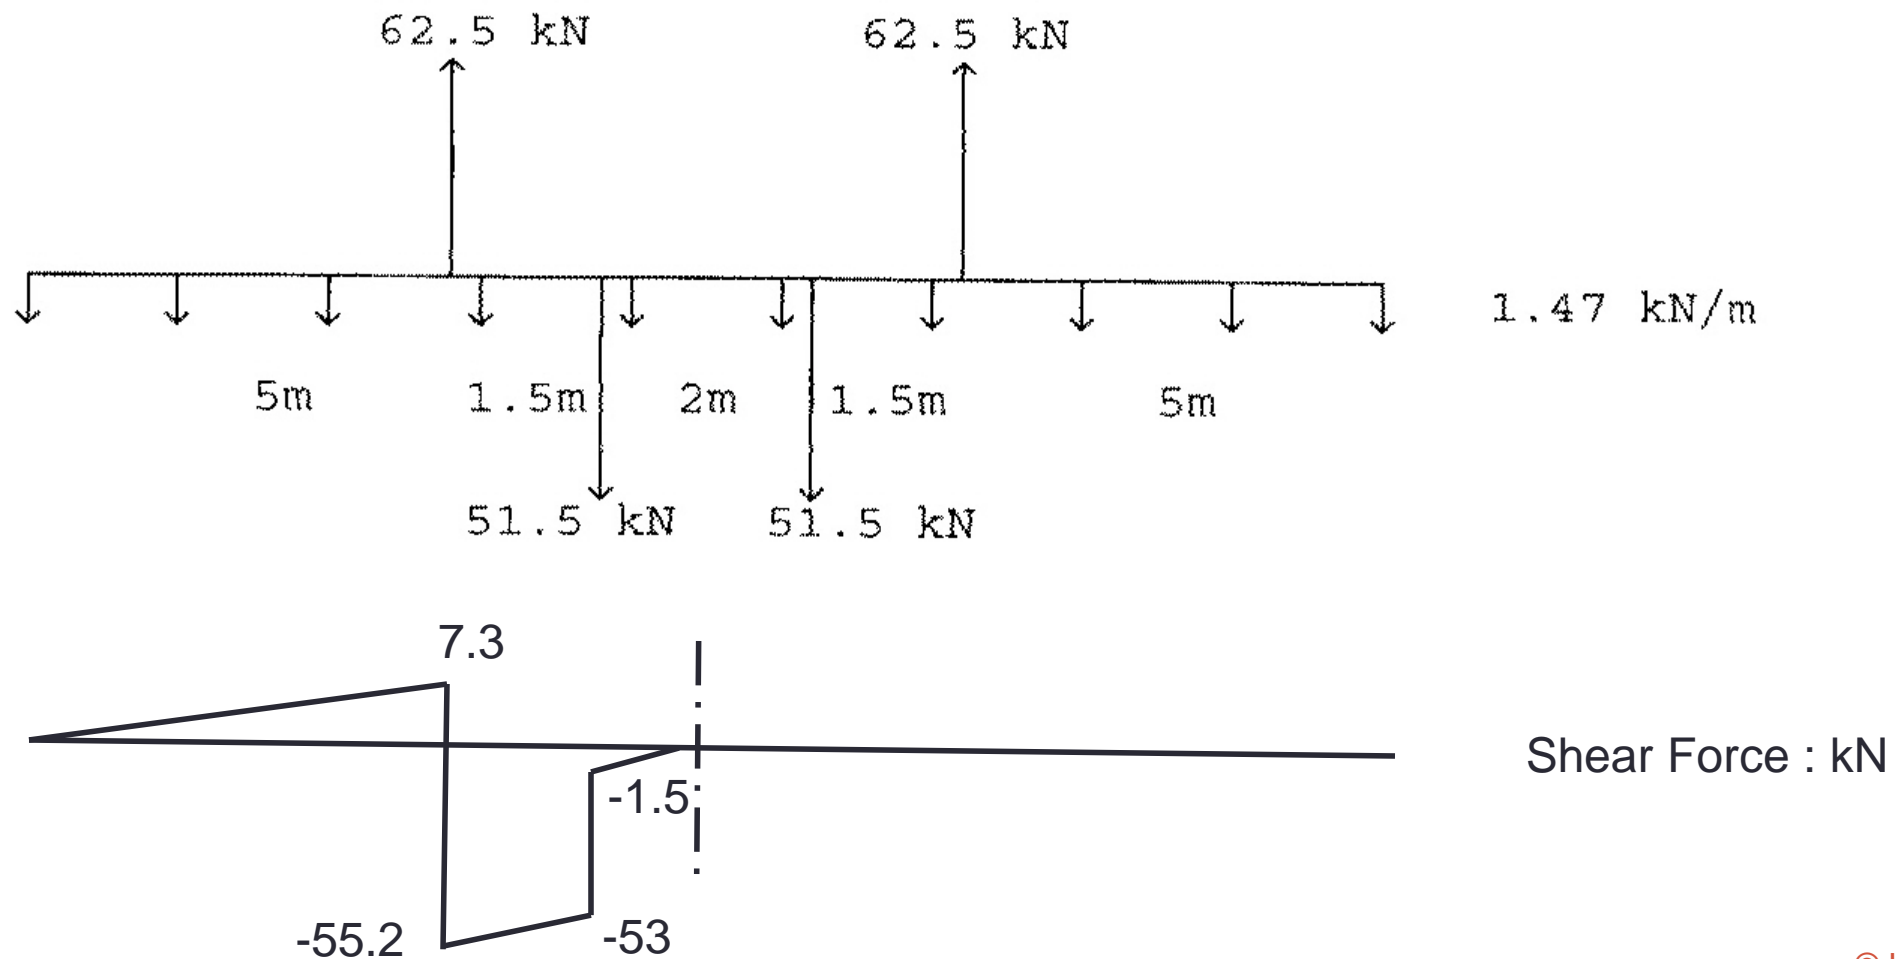 62.5 kN 62.5 kN
1.47 kN/m
5m 1.5m 2m 1.5m 5m
51.5 kN 51.5 kN
7.3
Shear Force : kN
-1.5
-55.2 -53